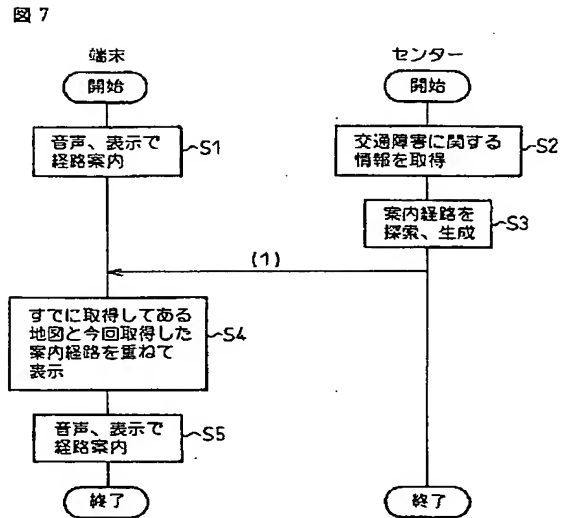 図 7
端末
センター
開始
開始
音声、表示で
経路案内
S1
交通障害に関する
情報を取得
S2
案内経路を
探索、生成
S3
(1)
すでに取得してある
地図と今回取得した
案内経路を重ねて
表示
S4
音声、表示で
経路案内
S5
終了
終了